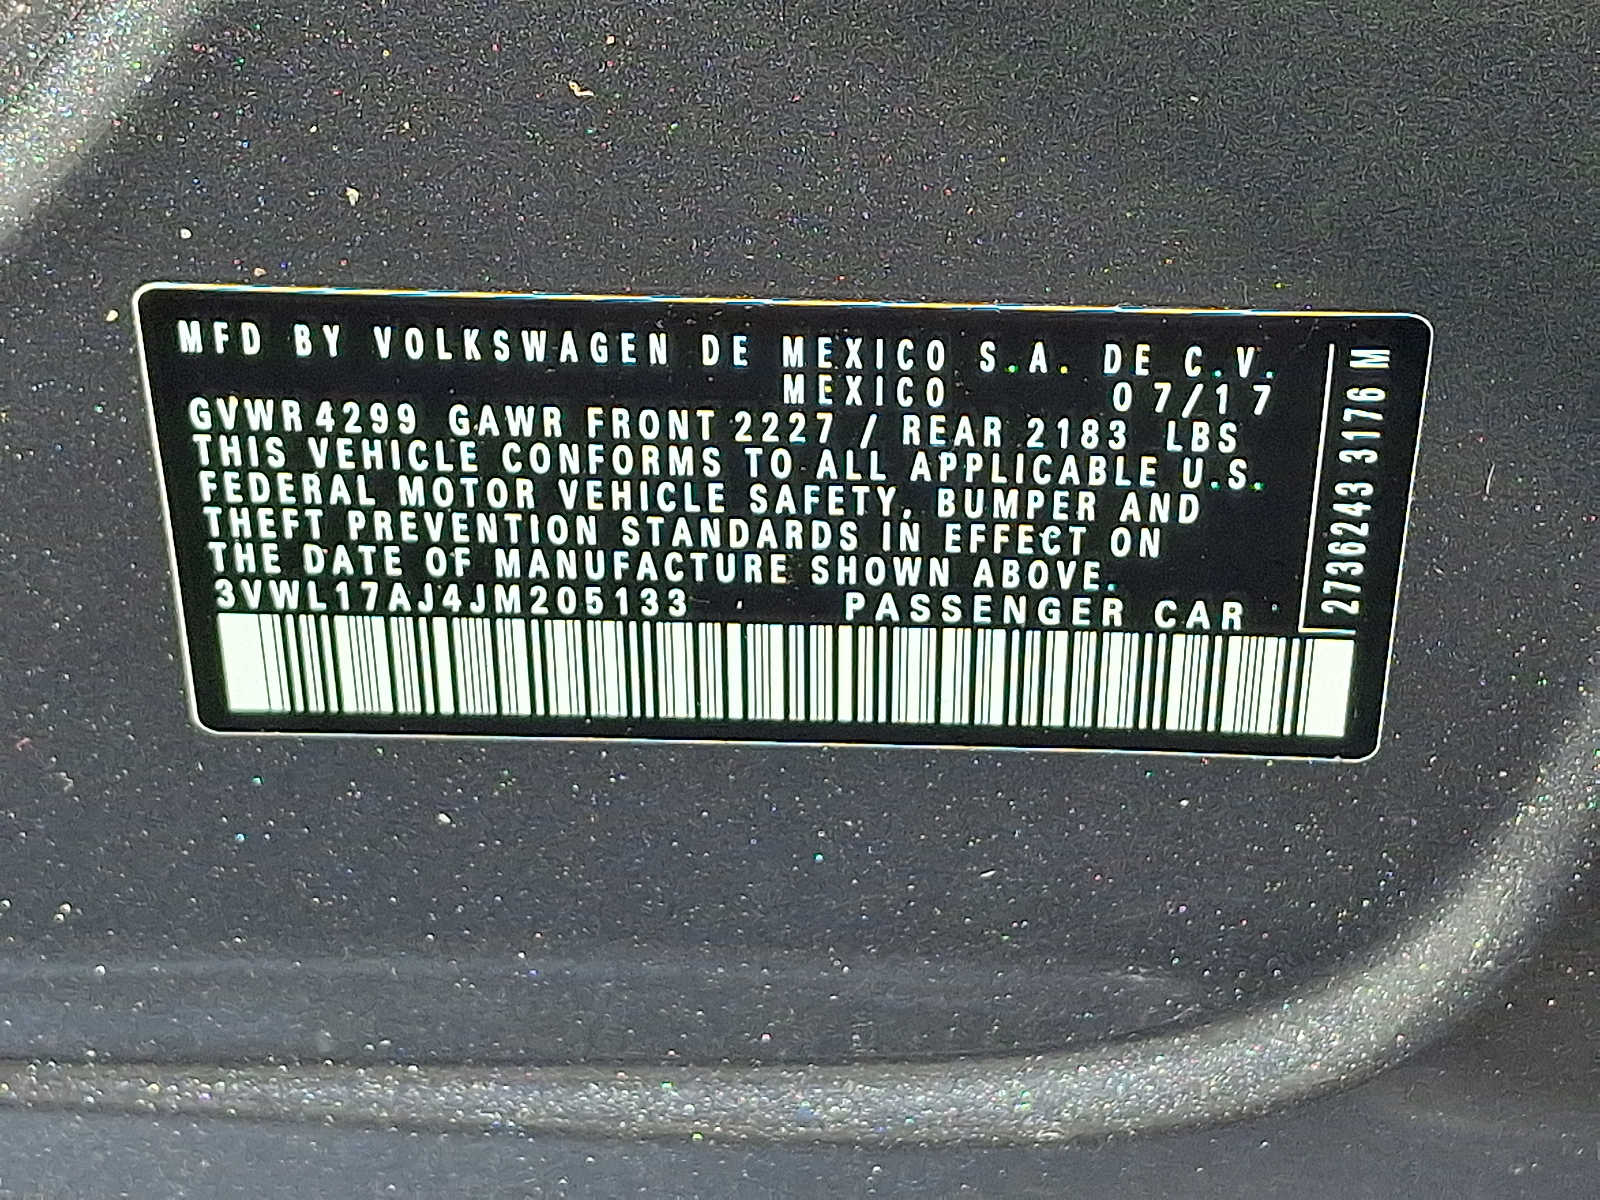 MFD BY VOLKSWAGEN DE MEXICO S.A. DE C.V.
MEXICO 07/17
GVWR 4299 GAWR FRONT 2227 / REAR 2183 LBS
THIS VEHICLE CONFORMS TO ALL APPLICABLE U.S.
FEDERAL MOTOR VEHICLE SAFETY, BUMPER AND
THEFT PREVENTION STANDARDS IN EFFECT ON
THE DATE OF MANUFACTURE SHOWN ABOVE.
3VWL17AJ4JM205133 PASSENGER CAR
2736243 3176 M